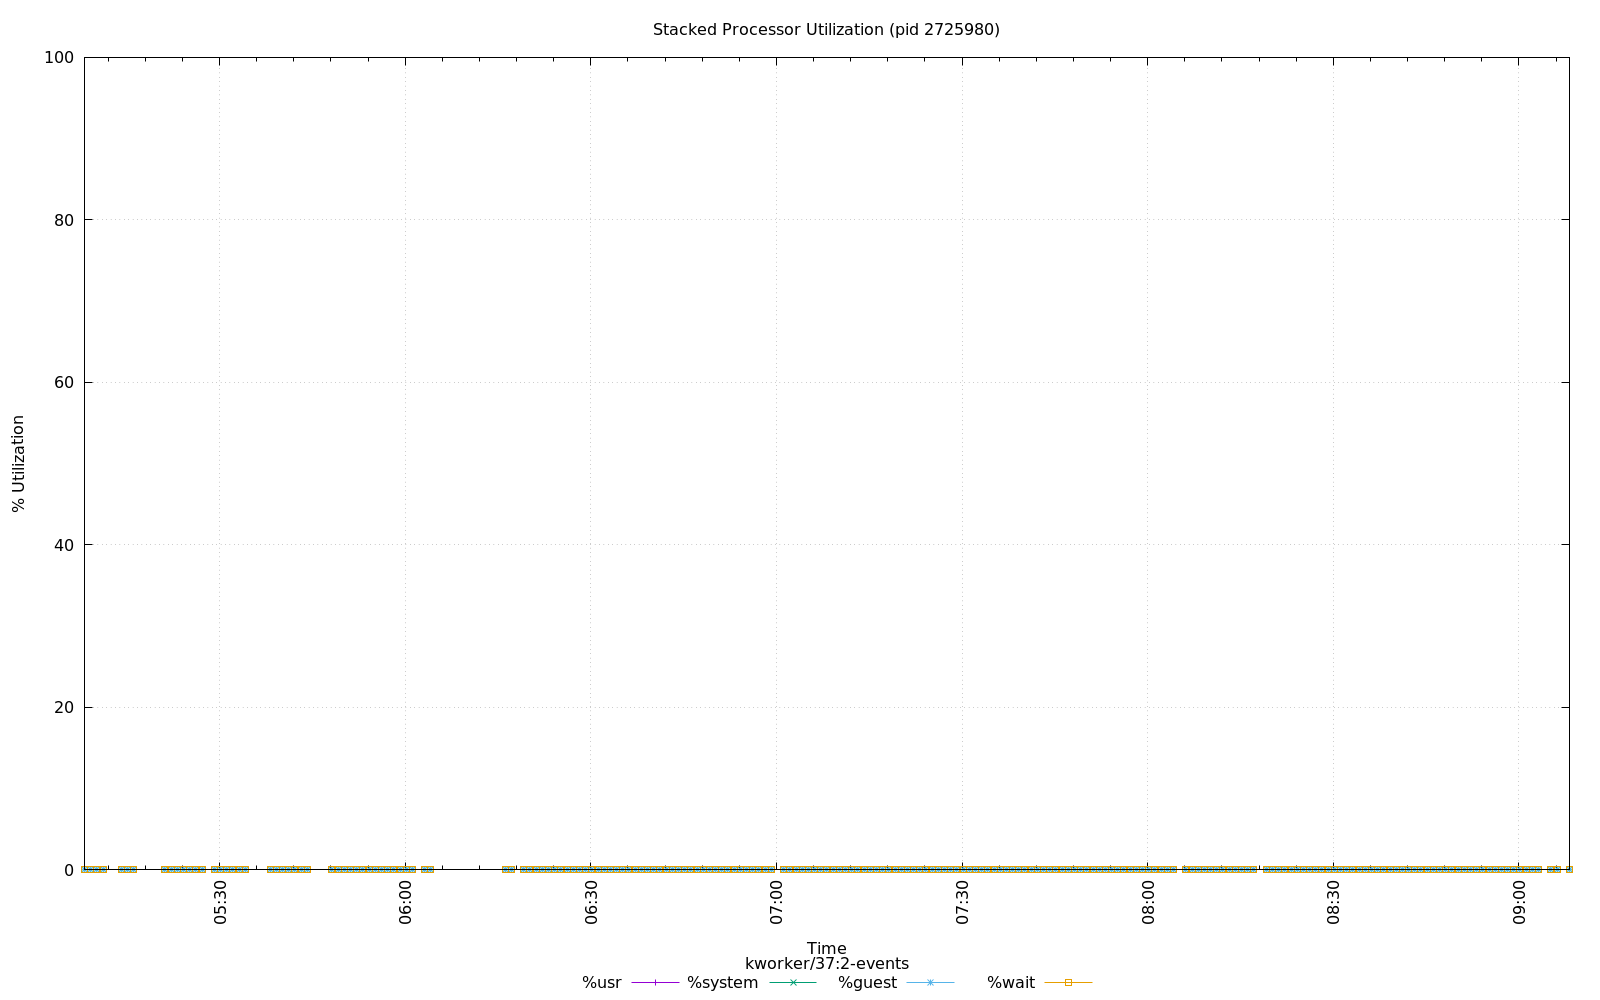 Stacked Processor Utilization (pid 2725980)
100
80
60
40
20
0
% Utilization
05:30
06:00
06:30
07:00
07:30
08:00
08:30
09:00
Time
kworker/37:2-events
%usr %system %guest %wait